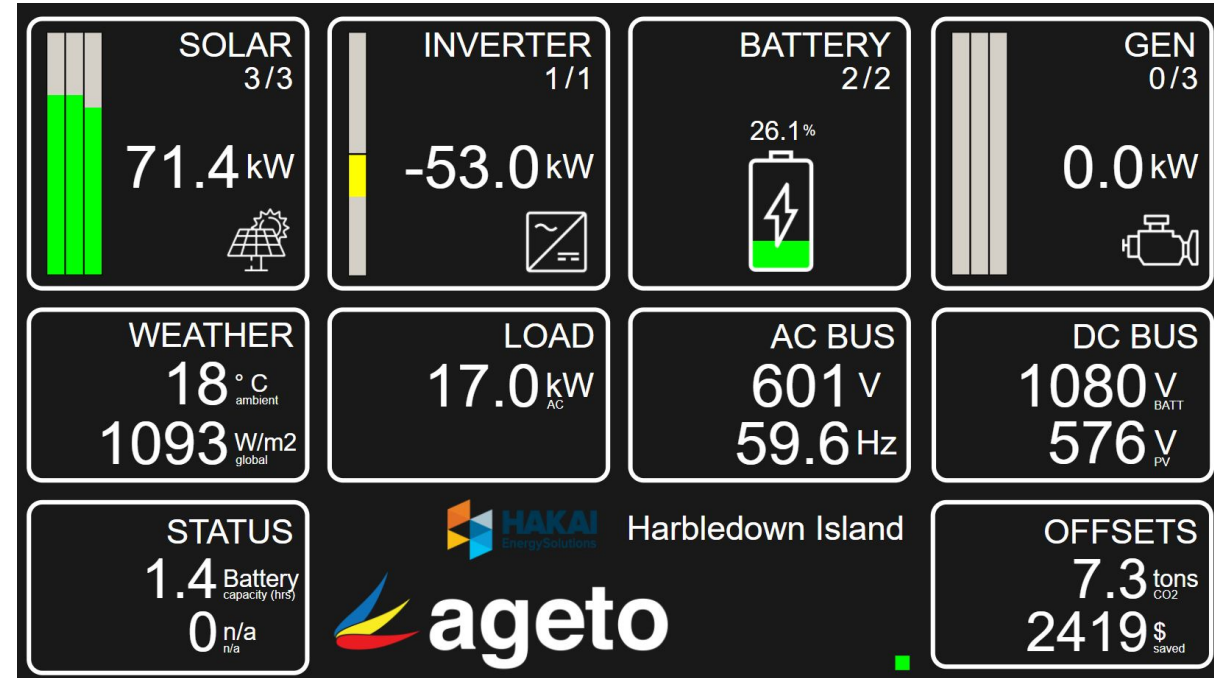 SOLAR
3/3
71.4 kW
INVERTER
1/1
-53.0 kW
BATTERY
2/2
26.1%
GEN
0/3
0.0 kW
WEATHER
18 ° C
ambient
1093 W/m2
global
LOAD
17.0 kW
AC
AC BUS
601 V
59.6 Hz
DC BUS
1080 V
BATT
576 V
PV
STATUS
1.4 Battery
capacity (hrs)
0 n/a
n/a
HAKAI
EnergySolutions
Harbledown Island
ageto
OFFSETS
7.3 tons
CO2
2419 $
saved